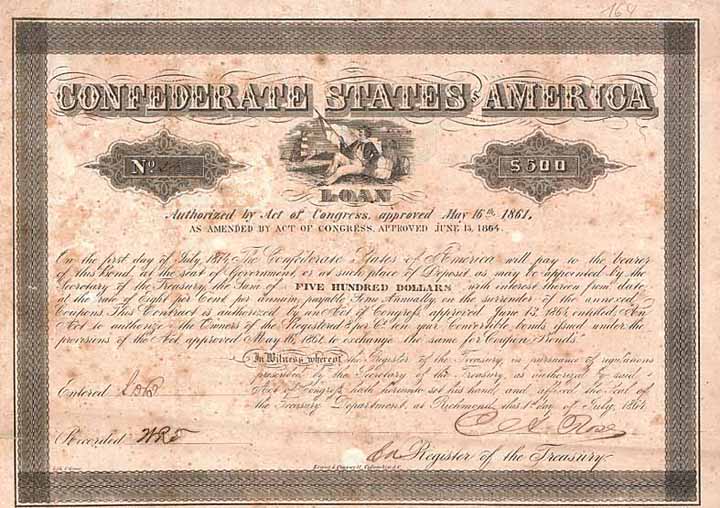 164
CONFEDERATE STATES OF AMERICA
No $500
LOAN
Authorized by Act of Congress, approved May 16th, 1861,
AS AMENDED BY ACT OF CONGRESS, APPROVED JUNE 13, 1864.
On the first day of July, 1874, The Confederate States of America will pay to the bearer
of this Bond, at the seat of Government or at such place of Deposit as may be appointed by the
Secretary of the Treasury, the Sum of FIVE HUNDRED DOLLARS with interest thereon from date
at the rate of Eight per Cent per annum, payable Semi Annually on the surrender of the annexed
Coupons This Contract is authorized by an Act of Congress approved June 13, 1864, entitled "An
Act to authorize the Owners of the Registered 8 per Ct. ten year Convertible bonds issued under the
provisions of the Act approved May 16, 1861 to exchange the same for Coupon Bonds"
In Witness whereof the Register of the Treasury, in pursuance of regulations
prescribed by the Secretary of the Treasury, as authorized by said
Act of Congress hath hereunto set his hand, and affixed the Seal of
the Treasury Department, at Richmond, this 1st day of July, 1864
Entered
C. A. Rose
Recorded
Register of the Treasury
Evans & Cogswell, Columbia, S.C.